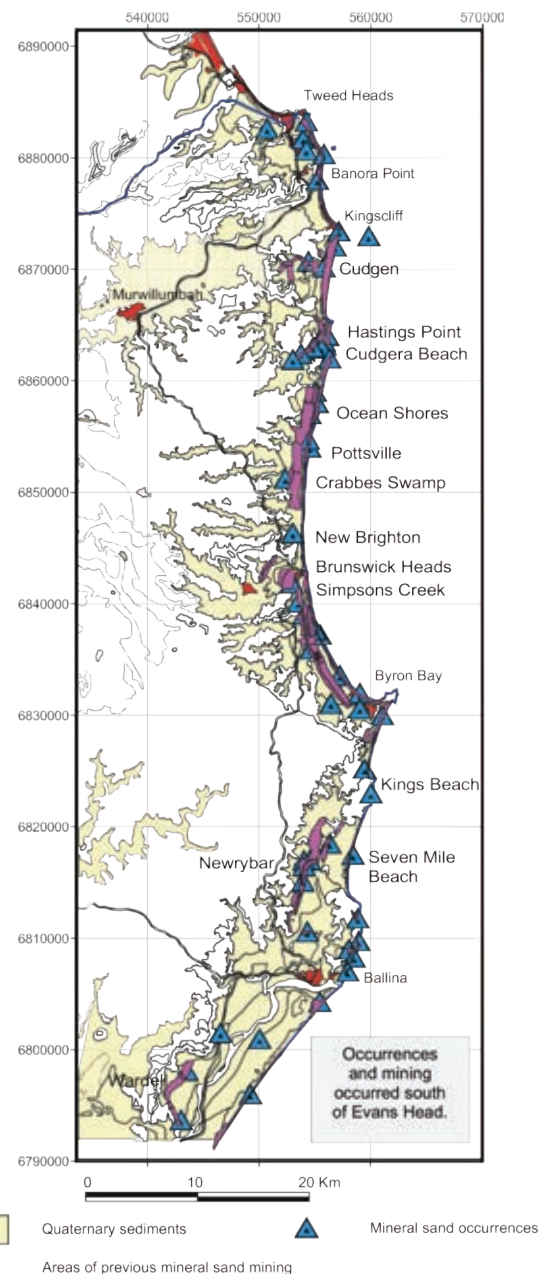 540000 550000 560000 570000
6890000
Tweed Heads
6880000
Banora Point
Kingscliff
6870000
Cudgen
Murwillumbah
Hastings Point
Cudgera Beach
6860000
Ocean Shores
Pottsville
Crabbes Swamp
6850000
New Brighton
Brunswick Heads
Simpsons Creek
6840000
Byron Bay
6830000
Kings Beach
6820000
Newrybar
Seven Mile
Beach
6810000
Ballina
6800000
Occurrences
and mining
occurred south
of Evans Head.
Wardell
6790000
0 10 20 Km
Quaternary sediments
Mineral sand occurrences
Areas of previous mineral sand mining